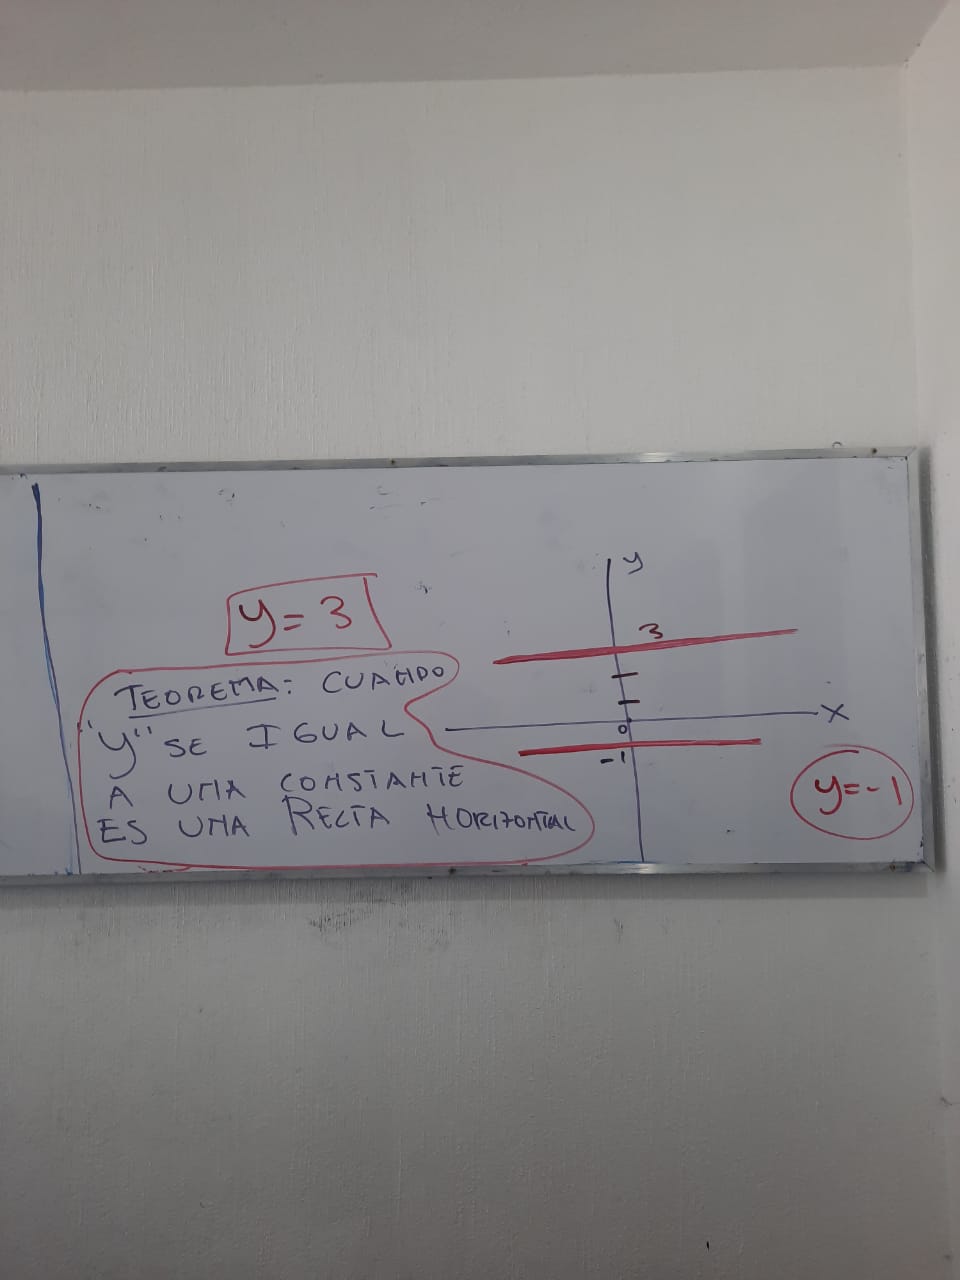 y = 3
TEOREMA: CUANDO
"y" SE IGUAL
A UNA CONSTANTE
ES UNA RECTA HORIZONTAL
y
3
x
0
-1
y=-1